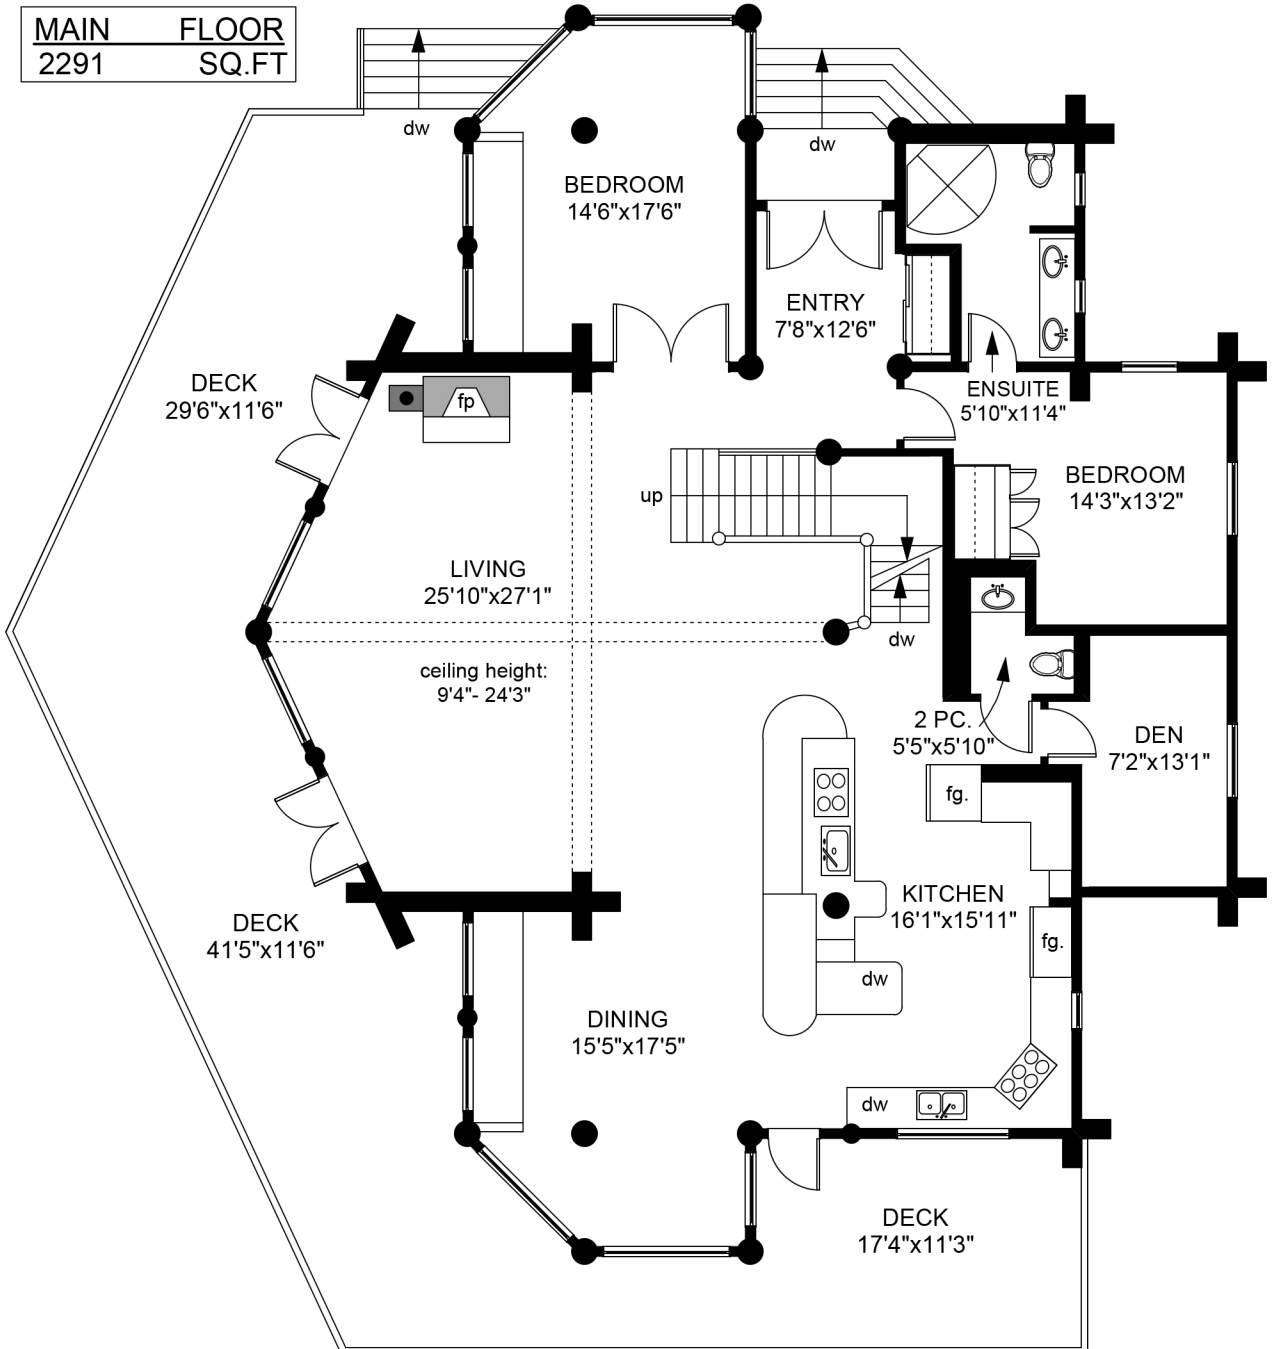 MAIN FLOOR
2291 SQ.FT
dw
dw
BEDROOM
14'6"x17'6"
ENTRY
7'8"x12'6"
DECK
29'6"x11'6"
fp
ENSUITE
5'10"x11'4"
BEDROOM
14'3"x13'2"
up
LIVING
25'10"x27'1"
dw
ceiling height:
9'4"- 24'3"
2 PC.
5'5"x5'10"
DEN
7'2"x13'1"
fg.
KITCHEN
16'1"x15'11"
DECK
41'5"x11'6"
fg.
dw
DINING
15'5"x17'5"
dw
DECK
17'4"x11'3"